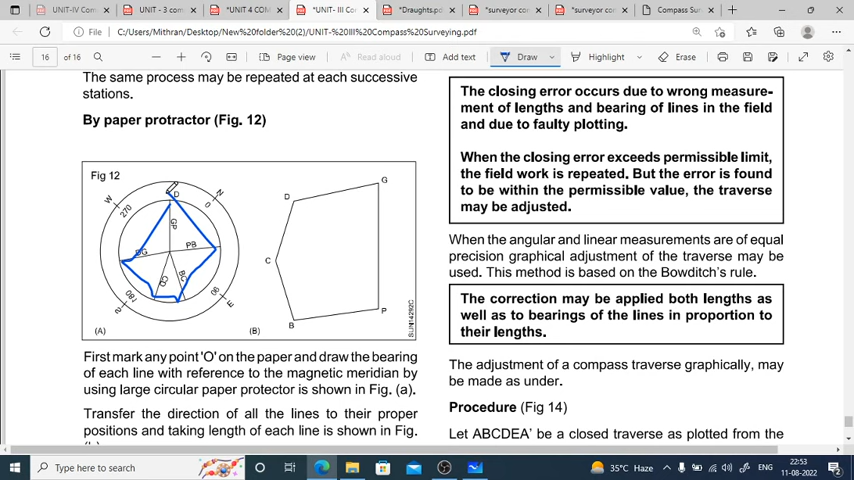 UNIT-IV Com
UNIT - 3 com
*UNIT 4 COM
*UNIT- III Co
*Draughts.pd
*surveyor co
*surveyor co
Compass Sur
File
C:/Users/Mithran/Desktop/New%20folder%20(2)/UNIT-%20III%20Compass%20Surveying.pdf
16 of 16
Page view
Read aloud
Add text
Draw
Highlight
Erase
The same process may be repeated at each successive
stations.
By paper protractor (Fig. 12)
Fig 12
W
270
D
N
0
GP
DG
PB
CD
BC
180
S
90
E
(A)
G
D
C
B
P
(B)
SUN14292C
First mark any point 'O' on the paper and draw the bearing
of each line with reference to the magnetic meridian by
using large circular paper protector is shown in Fig. (a).
Transfer the direction of all the lines to their proper
positions and taking length of each line is shown in Fig.
The closing error occurs due to wrong measure-
ment of lengths and bearing of lines in the field
and due to faulty plotting.
When the closing error exceeds permissible limit,
the field work is repeated. But the error is found
to be within the permissible value, the traverse
may be adjusted.
When the angular and linear measurements are of equal
precision graphical adjustment of the traverse may be
used. This method is based on the Bowditch's rule.
The correction may be applied both lengths as
well as to bearings of the lines in proportion to
their lengths.
The adjustment of a compass traverse graphically, may
be made as under.
Procedure (Fig 14)
Let ABCDEA' be a closed traverse as plotted from the
Type here to search
35°C Haze
ENG
22:53
11-08-2022
2